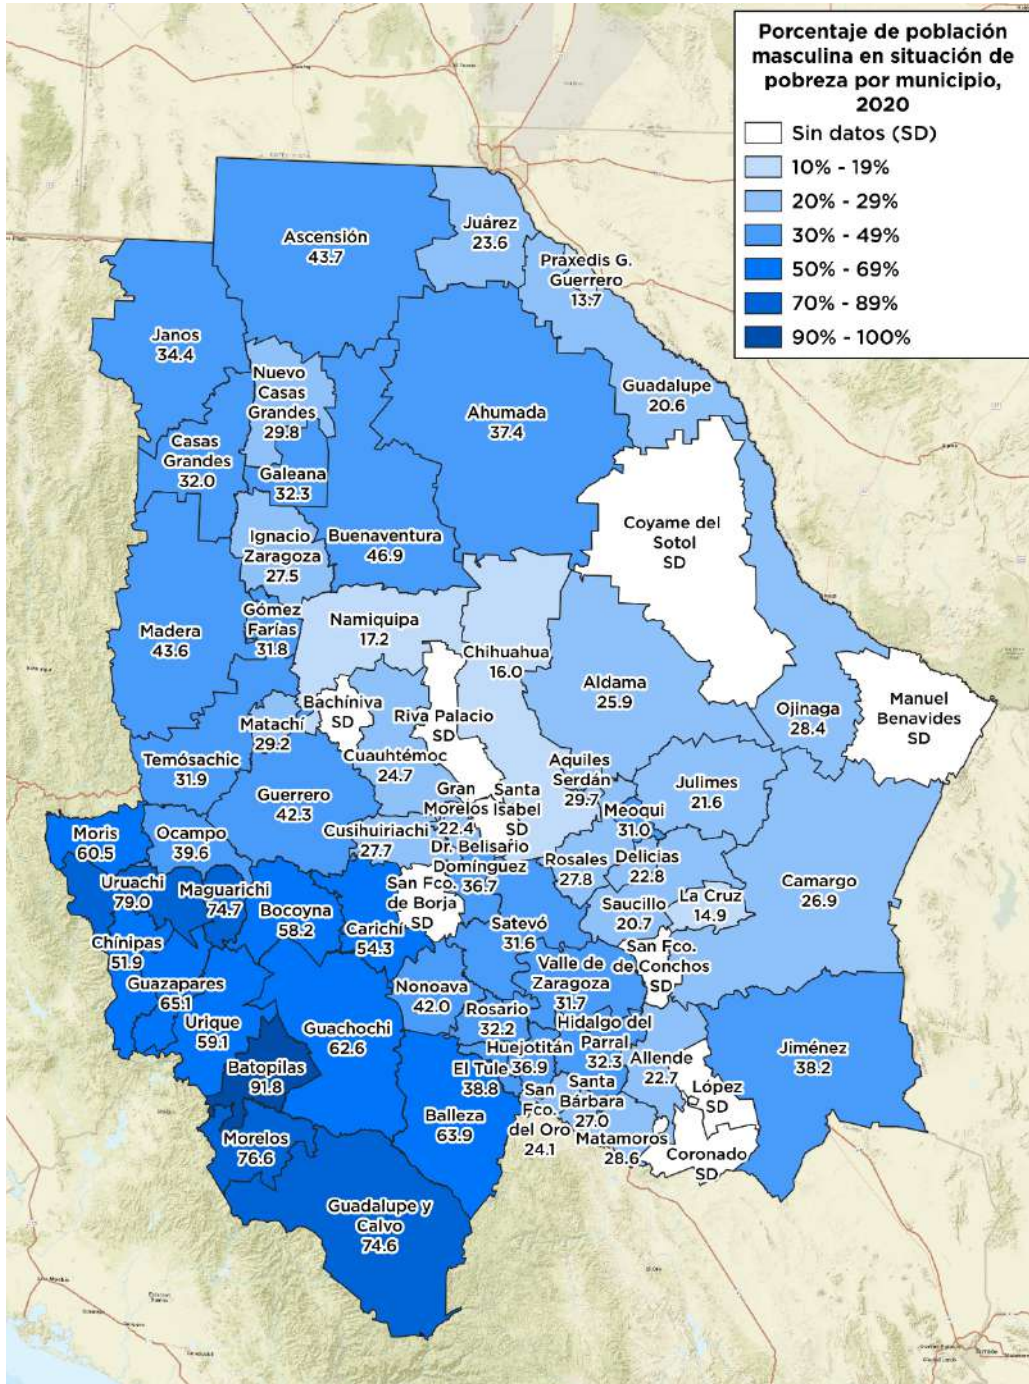 Porcentaje de población
masculina en situación de
pobreza por municipio,
2020
Sin datos (SD)
10% - 19%
20% - 29%
30% - 49%
50% - 69%
70% - 89%
90% - 100%
Ascensión
43.7
Juárez
23.6
Práxedis G.
Guerrero
13.7
Janos
34.4
Nuevo
Casas
Grandes
29.8
Ahumada
37.4
Guadalupe
20.6
Casas
Grandes
32.0
Galeana
32.3
Coyame del
Sotol
SD
Ignacio
Zaragoza
27.5
Buenaventura
46.9
Gómez
Farías
31.8
Madera
43.6
Namiquipa
17.2
Chihuahua
16.0
Aldama
25.9
Ojinaga
28.4
Manuel
Benavides
SD
Bachíniva
SD
Riva Palacio
SD
Matachí
29.2
Cuauhtémoc
24.7
Temósachic
31.9
Aquiles
Serdán
29.7
Julimes
21.6
Guerrero
42.3
Gran
Morelos
22.4
Santa
Isabel
SD
Meoqui
31.0
Moris
60.5
Ocampo
39.6
Cusihuiriachi
27.7
Dr. Belisario
Domínguez
36.7
Rosales
27.8
Delicias
22.8
Camargo
26.9
Uruachi
79.0
Maguarichi
74.7
Bocoyna
58.2
Carichí
54.3
San Fco.
de Borja
SD
Saucillo
20.7
La Cruz
14.9
Satevó
31.6
San Fco.
de Conchos
SD
Chínipas
51.9
Guazapares
65.1
Valle de
Zaragoza
31.7
Nonoava
42.0
Rosario
32.2
Urique
59.1
Guachochi
62.6
Hidalgo del
Parral
32.3
Huejotitán
36.9
Allende
22.7
Jiménez
38.2
Batopilas
91.8
El Tule
38.8
López
SD
Balleza
63.9
San
Fco.
del Oro
24.1
Santa
Bárbara
27.0
Matamoros
28.6
Coronado
SD
Morelos
76.6
Guadalupe y
Calvo
74.6